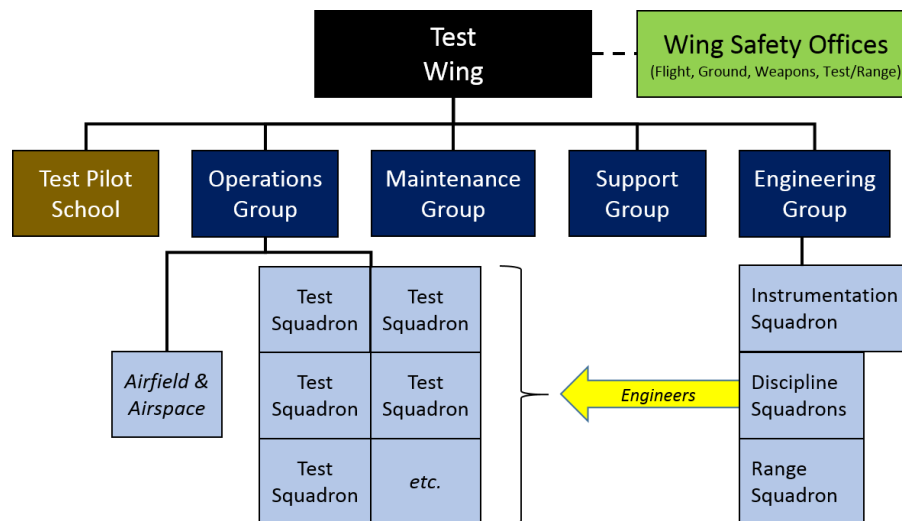 Test
Wing
Wing Safety Offices
(Flight, Ground, Weapons, Test/Range)
Test Pilot
School
Operations
Group
Maintenance
Group
Support
Group
Engineering
Group
Test
Squadron
Test
Squadron
Instrumentation
Squadron
Airfield &
Airspace
Test
Squadron
Test
Squadron
Engineers
Discipline
Squadrons
Test
Squadron
etc.
Range
Squadron